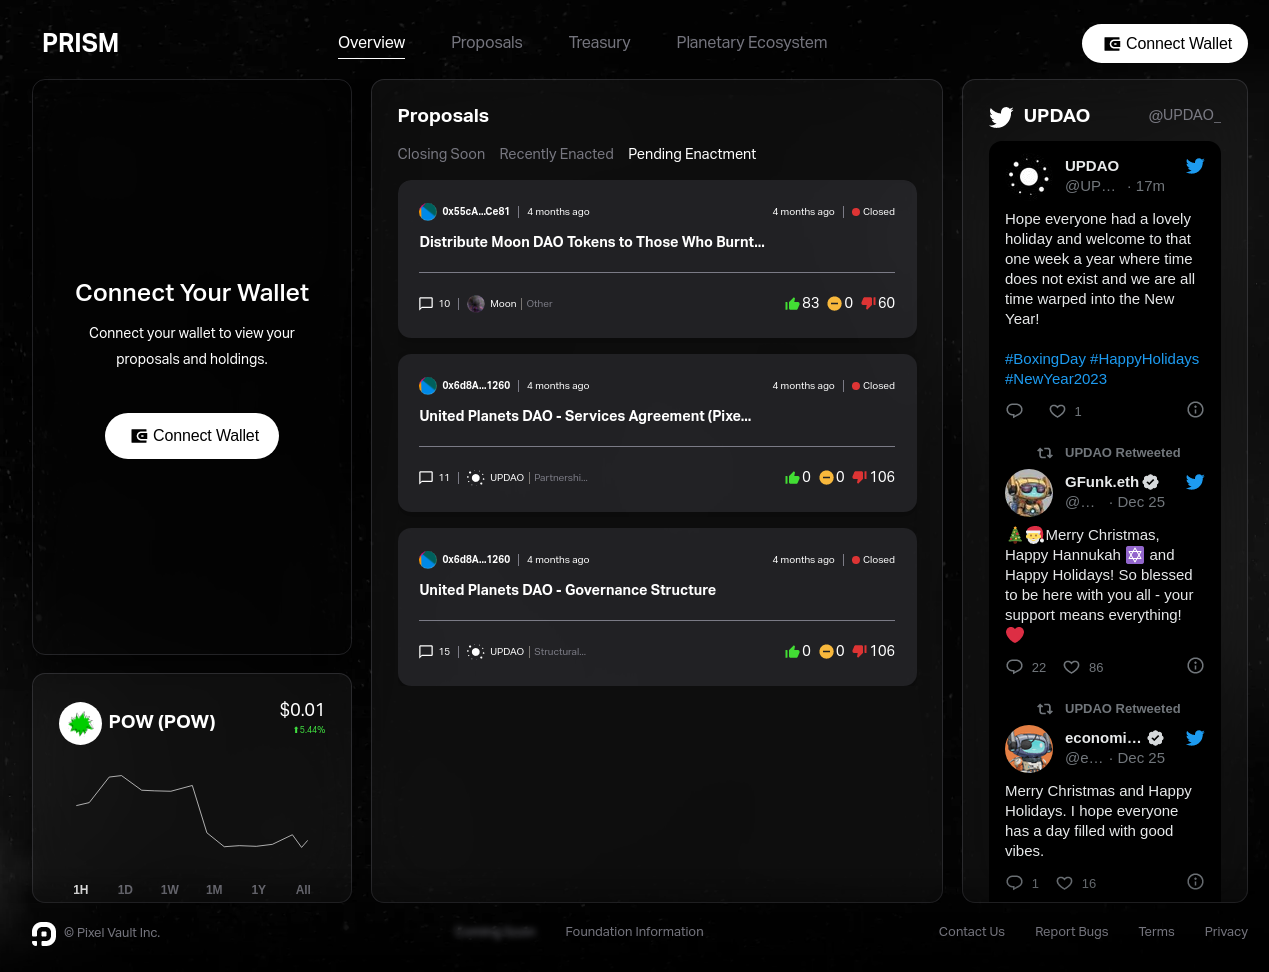 PRISM
Overview
Proposals
Treasury
Planetary Ecosystem
Connect Wallet
Connect Your Wallet
Connect your wallet to view your
proposals and holdings.
Connect Wallet
POW (POW)
$0.01
5.44%
1H 1D 1W 1M 1Y All
Proposals
Closing Soon Recently Enacted Pending Enactment
0x55cA...Ce81 | 4 months ago 4 months ago | Closed
Distribute Moon DAO Tokens to Those Who Burnt...
10 | Moon | Other 83 0 60
0x6d8A...1260 | 4 months ago 4 months ago | Closed
United Planets DAO - Services Agreement (Pixe...
11 | UPDAO | Partnershi... 0 0 106
0x6d8A...1260 | 4 months ago 4 months ago | Closed
United Planets DAO - Governance Structure
15 | UPDAO | Structural... 0 0 106
UPDAO @UPDAO_
UPDAO
@UP… · 17m
Hope everyone had a lovely
holiday and welcome to that
one week a year where time
does not exist and we are all
time warped into the New
Year!
#BoxingDay #HappyHolidays
#NewYear2023
1
UPDAO Retweeted
GFunk.eth
@… · Dec 25
🎄🎅Merry Christmas,
Happy Hannukah 🔯 and
Happy Holidays! So blessed
to be here with you all - your
support means everything!
❤️
22 86
UPDAO Retweeted
economi…
@e… · Dec 25
Merry Christmas and Happy
Holidays. I hope everyone
has a day filled with good
vibes.
1 16
© Pixel Vault Inc.
Foundation Information
Contact Us
Report Bugs
Terms
Privacy